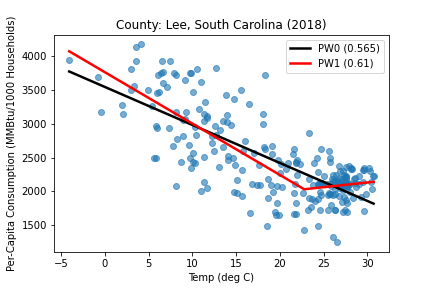 County: Lee, South Carolina (2018)
Per-Capita Consumption (MMBtu/1000 Households)
4000
3500
3000
2500
2000
1500
PW0 (0.565)
PW1 (0.61)
−5
0
5
10
15
20
25
30
Temp (deg C)